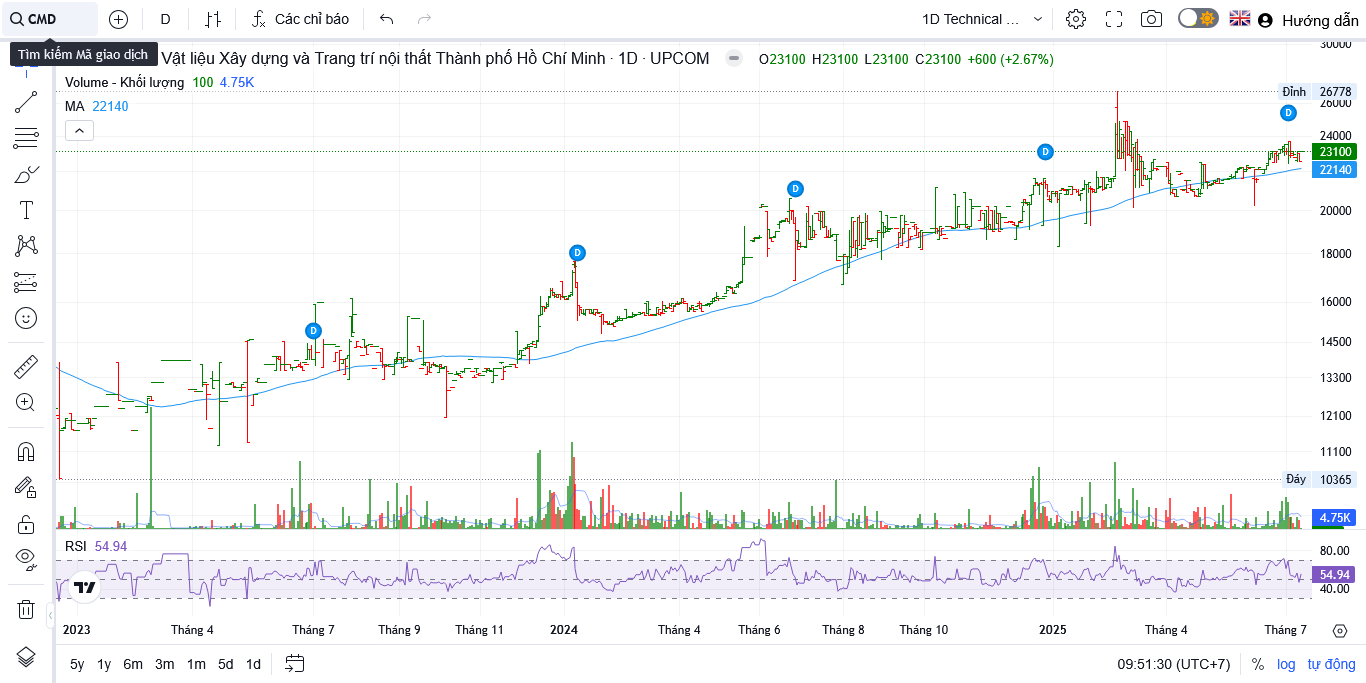 CMD D Các chỉ báo 1D Technical ... Hướng dẫn
Tìm kiếm Mã giao dịch Vật liệu Xây dựng và Trang trí nội thất Thành phố Hồ Chí Minh · 1D · UPCOM O23100 H23100 L23100 C23100 +600 (+2.67%)
Volume - Khối lượng 100 4.75K
MA 22140
30000
Đỉnh 26778
26000
24000
23100
22140
20000
18000
16000
14500
13300
12100
11100
Đáy 10365
4.75K
D
D
D
D
D
RSI 54.94
80.00
54.94
40.00
2023 Tháng 4 Tháng 7 Tháng 9 Tháng 11 2024 Tháng 4 Tháng 6 Tháng 8 Tháng 10 2025 Tháng 4 Tháng 7
5y 1y 6m 3m 1m 5d 1d 09:51:30 (UTC+7) % log tự động